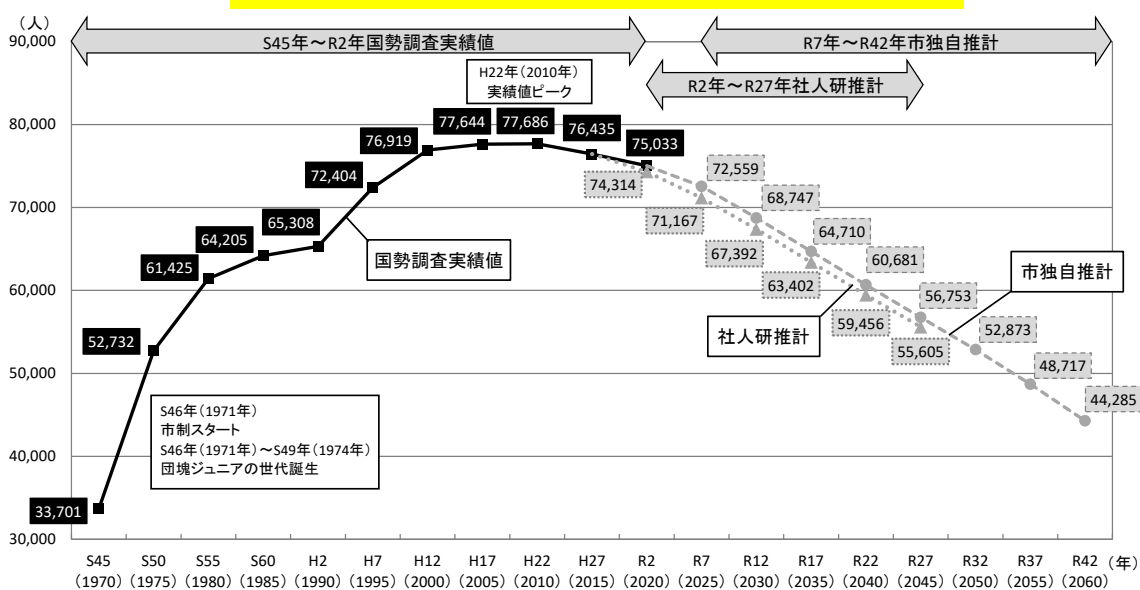 （人）
90,000
80,000
70,000
60,000
50,000
40,000
30,000
S45年～R2年国勢調査実績値
R7年～R42年市独自推計
R2年～R27年社人研推計
H22年（2010年）
実績値ピーク
33,701
52,732
61,425
64,205
65,308
72,404
76,919
77,644
77,686
76,435
75,033
74,314
71,167
67,392
63,402
59,456
55,605
72,559
68,747
64,710
60,681
56,753
52,873
48,717
44,285
国勢調査実績値
社人研推計
市独自推計
S46年（1971年）
市制スタート
S46年（1971年）～S49年（1974年）
団塊ジュニアの世代誕生
S45 S50 S55 S60 H2 H7 H12 H17 H22 H27 R2 R7 R12 R17 R22 R27 R32 R37 R42 （年）
（1970）（1975）（1980）（1985）（1990）（1995）（2000）（2005）（2010）（2015）（2020）（2025）（2030）（2035）（2040）（2045）（2050）（2055）（2060）